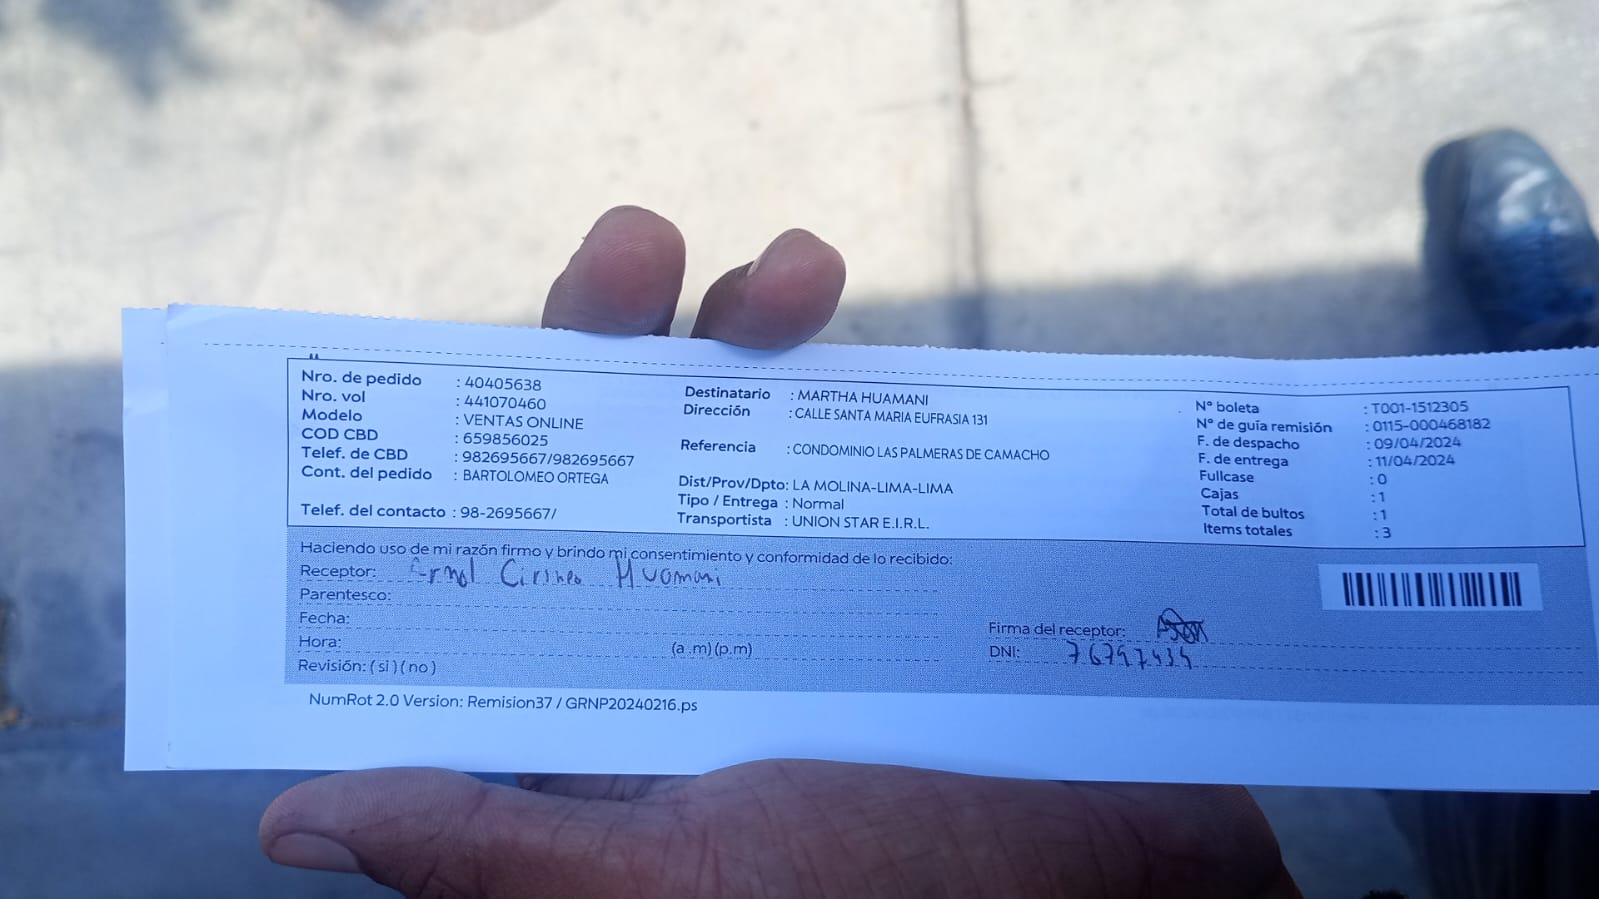 Nro. de pedido : 40405638
Nro. vol : 441070460
Modelo : VENTAS ONLINE
COD CBD : 659856025
Telef. de CBD : 982695667/982695667
Cont. del pedido : BARTOLOMEO ORTEGA
Telef. del contacto : 98-2695667/
Destinatario : MARTHA HUAMANI
Dirección : CALLE SANTA MARIA EUFRASIA 131
Referencia : CONDOMINIO LAS PALMERAS DE CAMACHO
Dist/Prov/Dpto: LA MOLINA-LIMA-LIMA
Tipo / Entrega : Normal
Transportista : UNION STAR E.I.R.L.
N° boleta : T001-1512305
N° de guía remisión : 0115-000468182
F. de despacho : 09/04/2024
F. de entrega : 11/04/2024
Fullcase : 0
Cajas : 1
Total de bultos : 1
Items totales : 3
Haciendo uso de mi razón firmo y brindo mi consentimiento y conformidad de lo recibido:
Receptor: Huamani
Parentesco:
Fecha:
Hora: (a .m) (p.m)
Revisión: ( si ) ( no )
Firma del receptor:
DNI:
NumRot 2.0 Version: Remision37 / GRNP20240216.ps